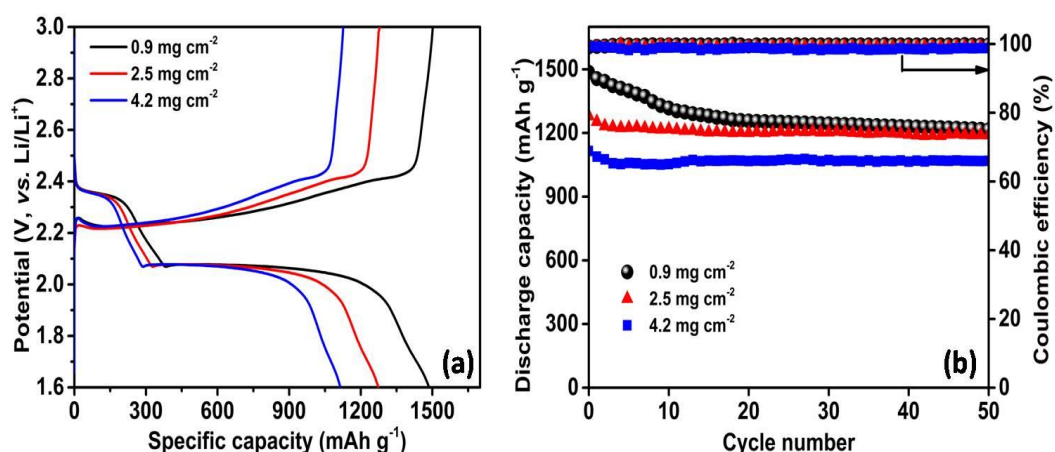 3.0
2.8
2.6
2.4
2.2
2.0
1.8
1.6
Potential (V, vs. Li/Li⁺)
0.9 mg cm⁻²
2.5 mg cm⁻²
4.2 mg cm⁻²
(a)
0 300 600 900 1200 1500
Specific capacity (mAh g⁻¹)
1500
1200
900
600
300
0
Discharge capacity (mAh g⁻¹)
0.9 mg cm⁻²
2.5 mg cm⁻²
4.2 mg cm⁻²
(b)
0 10 20 30 40 50
Cycle number
100
80
60
40
20
0
Coulombic efficiency (%)